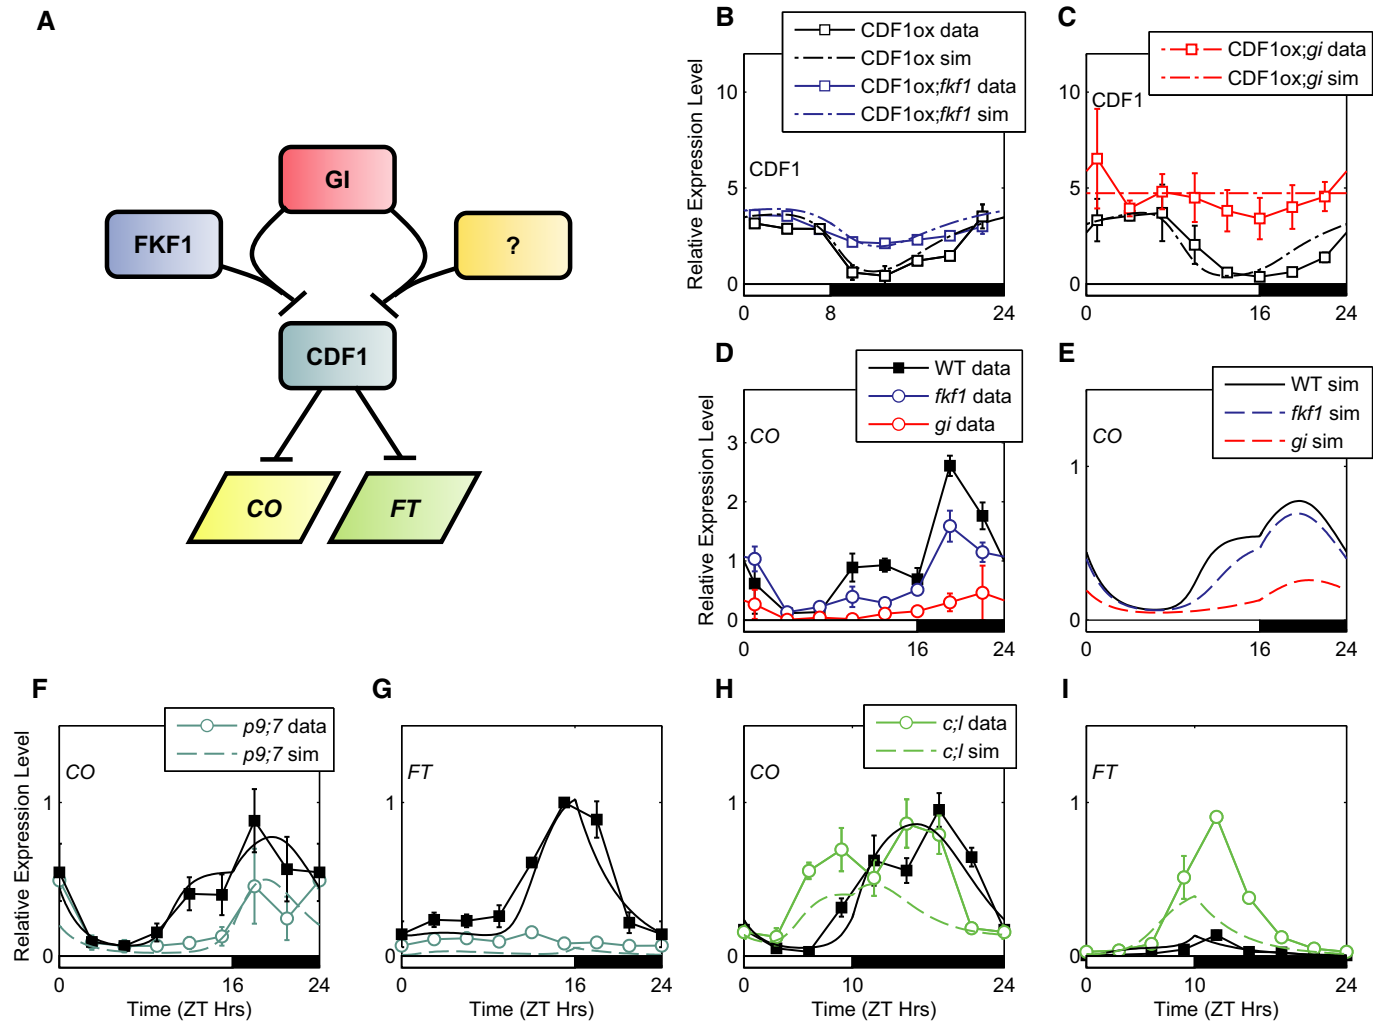 A
GI
FKF1
?
CDF1
CO
FT
B
CDF1ox data
CDF1ox sim
CDF1ox;fkf1 data
CDF1ox;fkf1 sim
Relative Expression Level
10
5
0
CDF1
8
24
C
CDF1ox;gi data
CDF1ox;gi sim
10
5
0
CDF1
16
24
D
WT data
fkf1 data
gi data
Relative Expression Level
3
2
1
0
CO
16
24
E
WT sim
fkf1 sim
gi sim
1
0
CO
0
16
24
F
p9;7 data
p9;7 sim
Relative Expression Level
1
0
CO
0
16
24
Time (ZT Hrs)
G
1
0
FT
0
16
24
Time (ZT Hrs)
H
c;l data
c;l sim
1
0
CO
0
10
24
Time (ZT Hrs)
I
1
0
FT
0
10
24
Time (ZT Hrs)